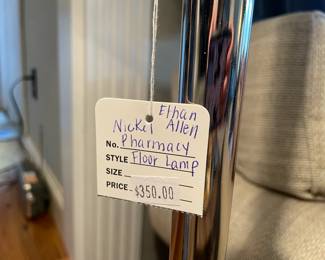 Ethan
Nickel Allen
No. Pharmacy
STYLE Floor Lamp
SIZE
PRICE $350.00